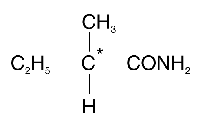 CH₃
C₂H₅ C* CONH₂
H